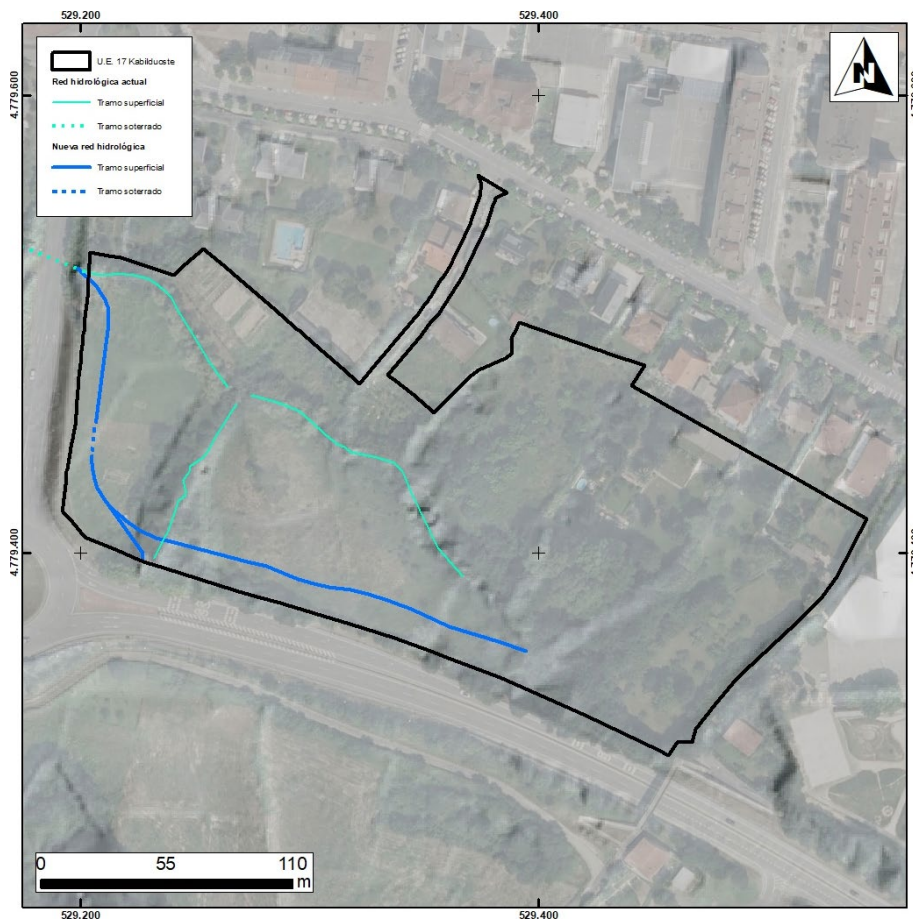 529.200
529.400
U.E. 17 Kabilduoste
Red hidrológica actual
Tramo superficial
Tramo soterrado
Nueva red hidrológica
Tramo superficial
Tramo soterrado
N
4.779.600
4.779.400
0 55 110
m
529.200
529.400